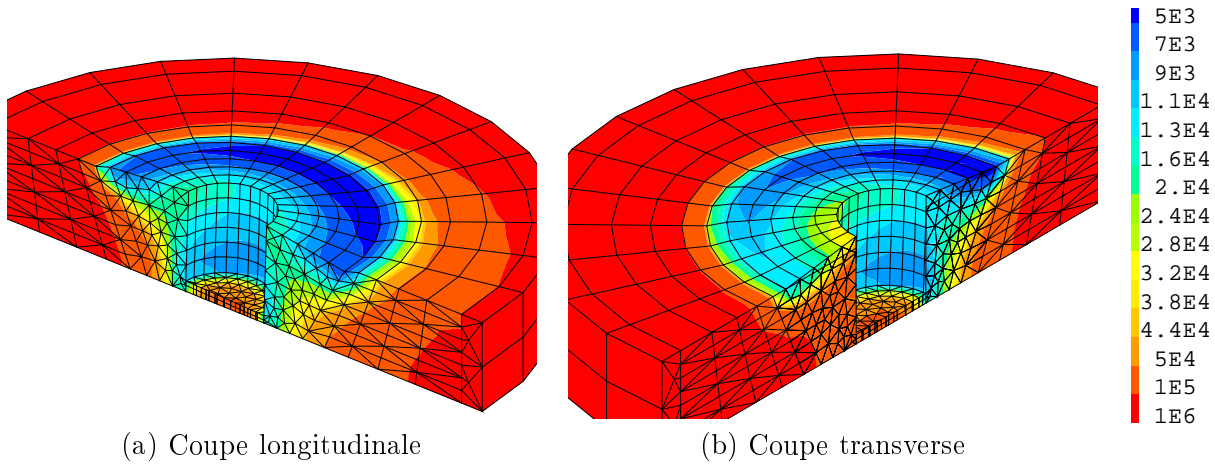 5E3
7E3
9E3
1.1E4
1.3E4
1.6E4
2.E4
2.4E4
2.8E4
3.2E4
3.8E4
4.4E4
5E4
1E5
1E6
(a) Coupe longitudinale
(b) Coupe transverse